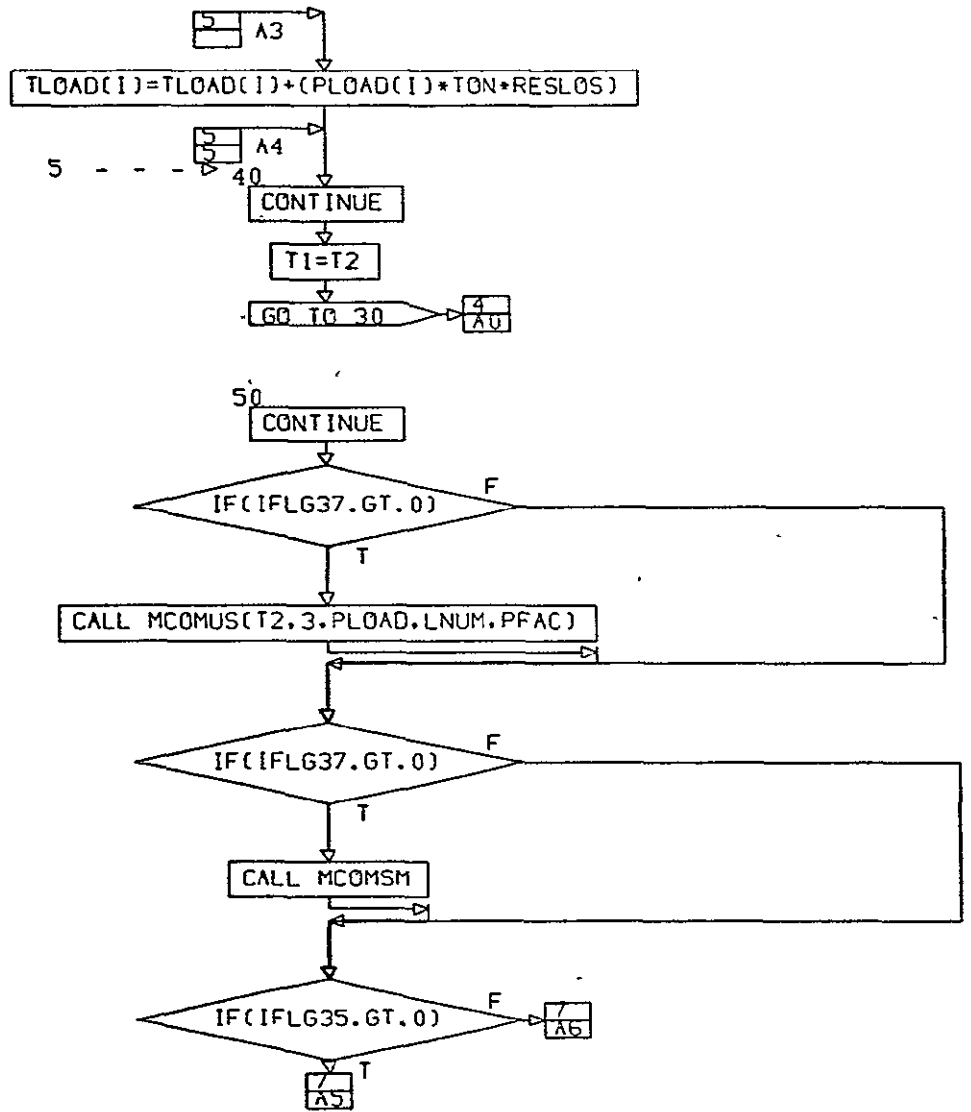 5
A3
TLOAD(I)=TLOAD(I)+(PLOAD(I)*TON*RESLOS)
5
5
A4
5 - - -
40
CONTINUE
T1=T2
GO TO 30
4
A0
50
CONTINUE
IF(IFLG37.GT.0)
F
T
CALL MCOMUS(T2.3.PLOAD.LNUM.PFAC)
IF(IFLG37.GT.0)
F
T
CALL MCOMSM
IF(IFLG35.GT.0)
F
7
A6
T
7
A5